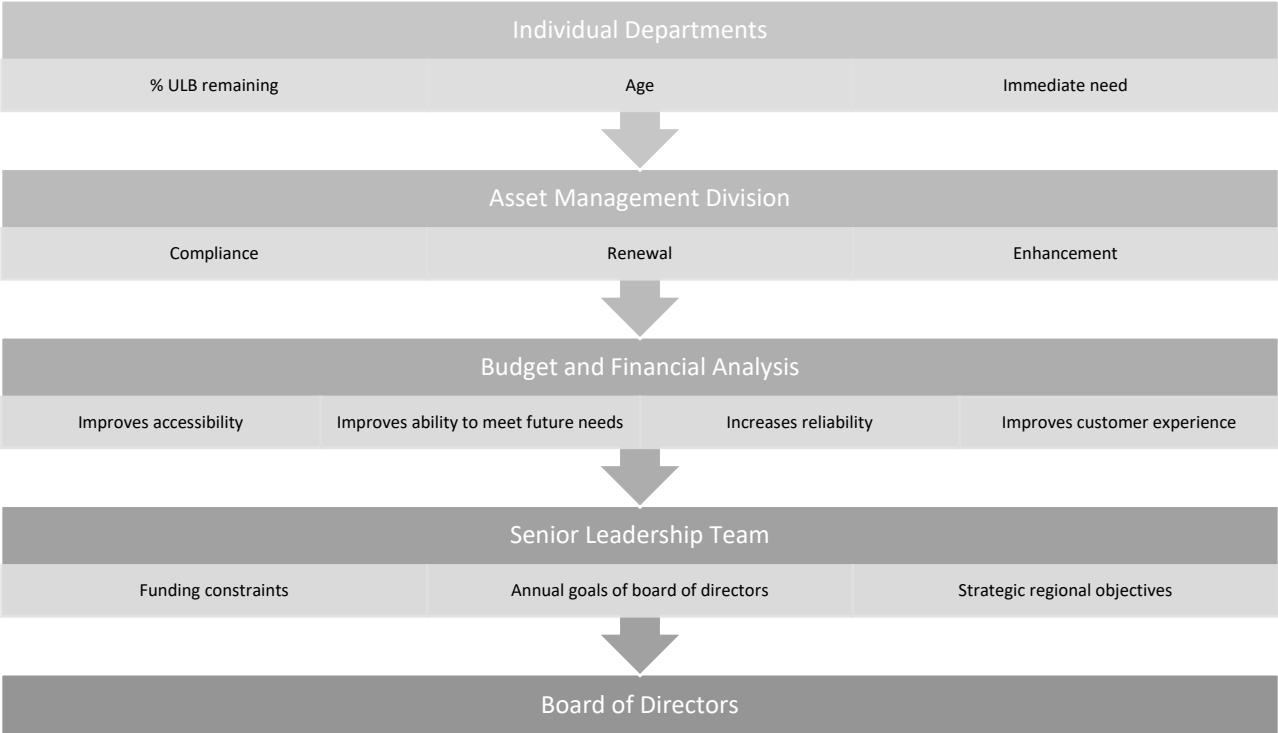 Individual Departments
% ULB remaining
Age
Immediate need
Asset Management Division
Compliance
Renewal
Enhancement
Budget and Financial Analysis
Improves accessibility
Improves ability to meet future needs
Increases reliability
Improves customer experience
Senior Leadership Team
Funding constraints
Annual goals of board of directors
Strategic regional objectives
Board of Directors